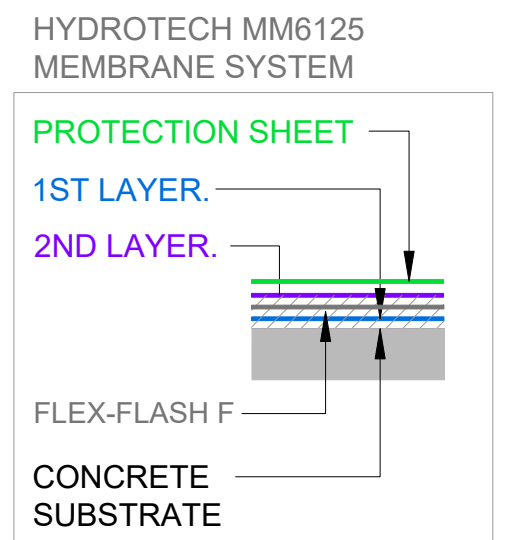 HYDROTECH MM6125
MEMBRANE SYSTEM
PROTECTION SHEET
1ST LAYER.
2ND LAYER.
FLEX-FLASH F
CONCRETE
SUBSTRATE